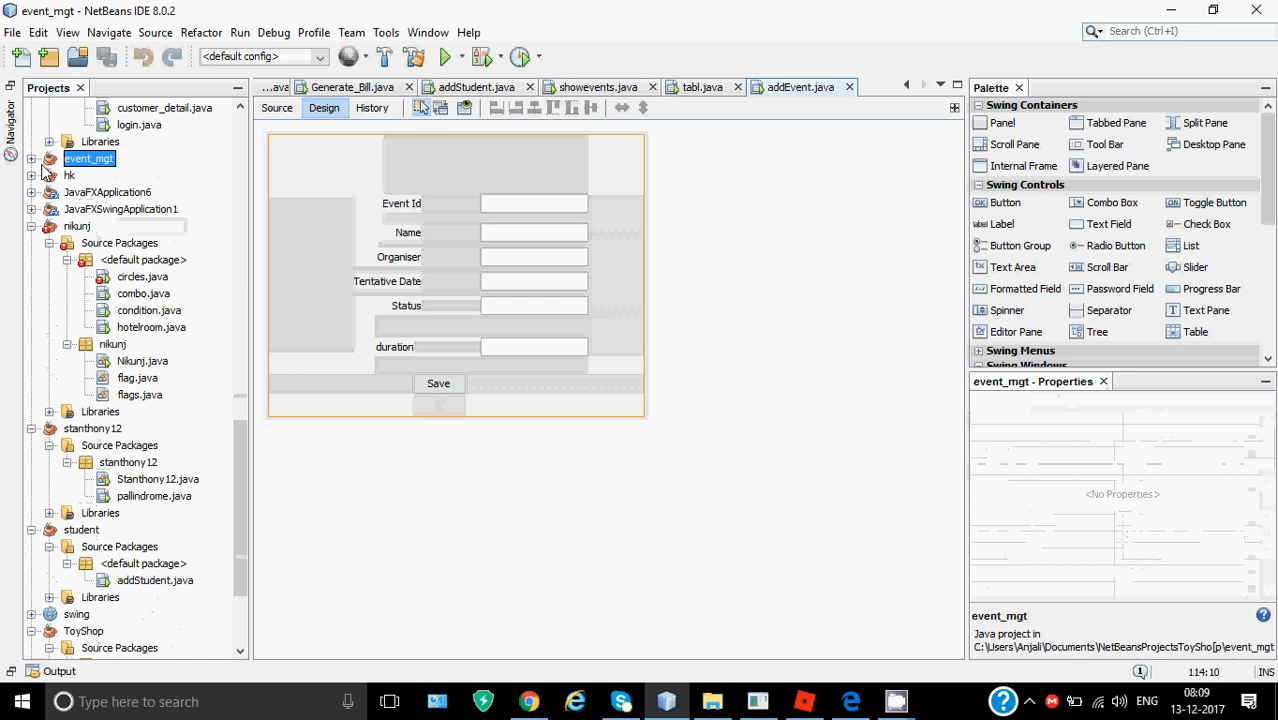 event_mgt - NetBeans IDE 8.0.2
File Edit View Navigate Source Refactor Run Debug Profile Team Tools Window Help
Search (Ctrl+I)
<default config>
Projects
...ava Generate_Bill.java addStudent.java showevents.java tabl.java addEvent.java
Palette
Navigator
Source Design History
customer_detail.java
login.java
Libraries
event_mgt
hk
JavaFXApplication6
JavaFXSwingApplication1
nikunj
Source Packages
<default package>
circles.java
combo.java
condition.java
hotelroom.java
nikunj
Nikunj.java
flag.java
flags.java
Libraries
stanthony12
Source Packages
stanthony12
Stanthony12.java
pallindrome.java
Libraries
student
Source Packages
<default package>
addStudent.java
Libraries
swing
ToyShop
Source Packages
Event Id
Name
Organiser
Tentative Date
Status
duration
Save
Swing Containers
Panel Tabbed Pane Split Pane
Scroll Pane Tool Bar Desktop Pane
Internal Frame Layered Pane
Swing Controls
Button Combo Box Toggle Button
Label Text Field Check Box
Button Group Radio Button List
Text Area Scroll Bar Slider
Formatted Field Password Field Progress Bar
Spinner Separator Text Pane
Editor Pane Tree Table
Swing Menus
Swing Windows
event_mgt - Properties
<No Properties>
event_mgt
Java project in
C:\Users\Anjali\Documents\NetBeansProjectsToySho[p\event_mgt
Output
114:10 INS
Type here to search
ENG
08:09
13-12-2017